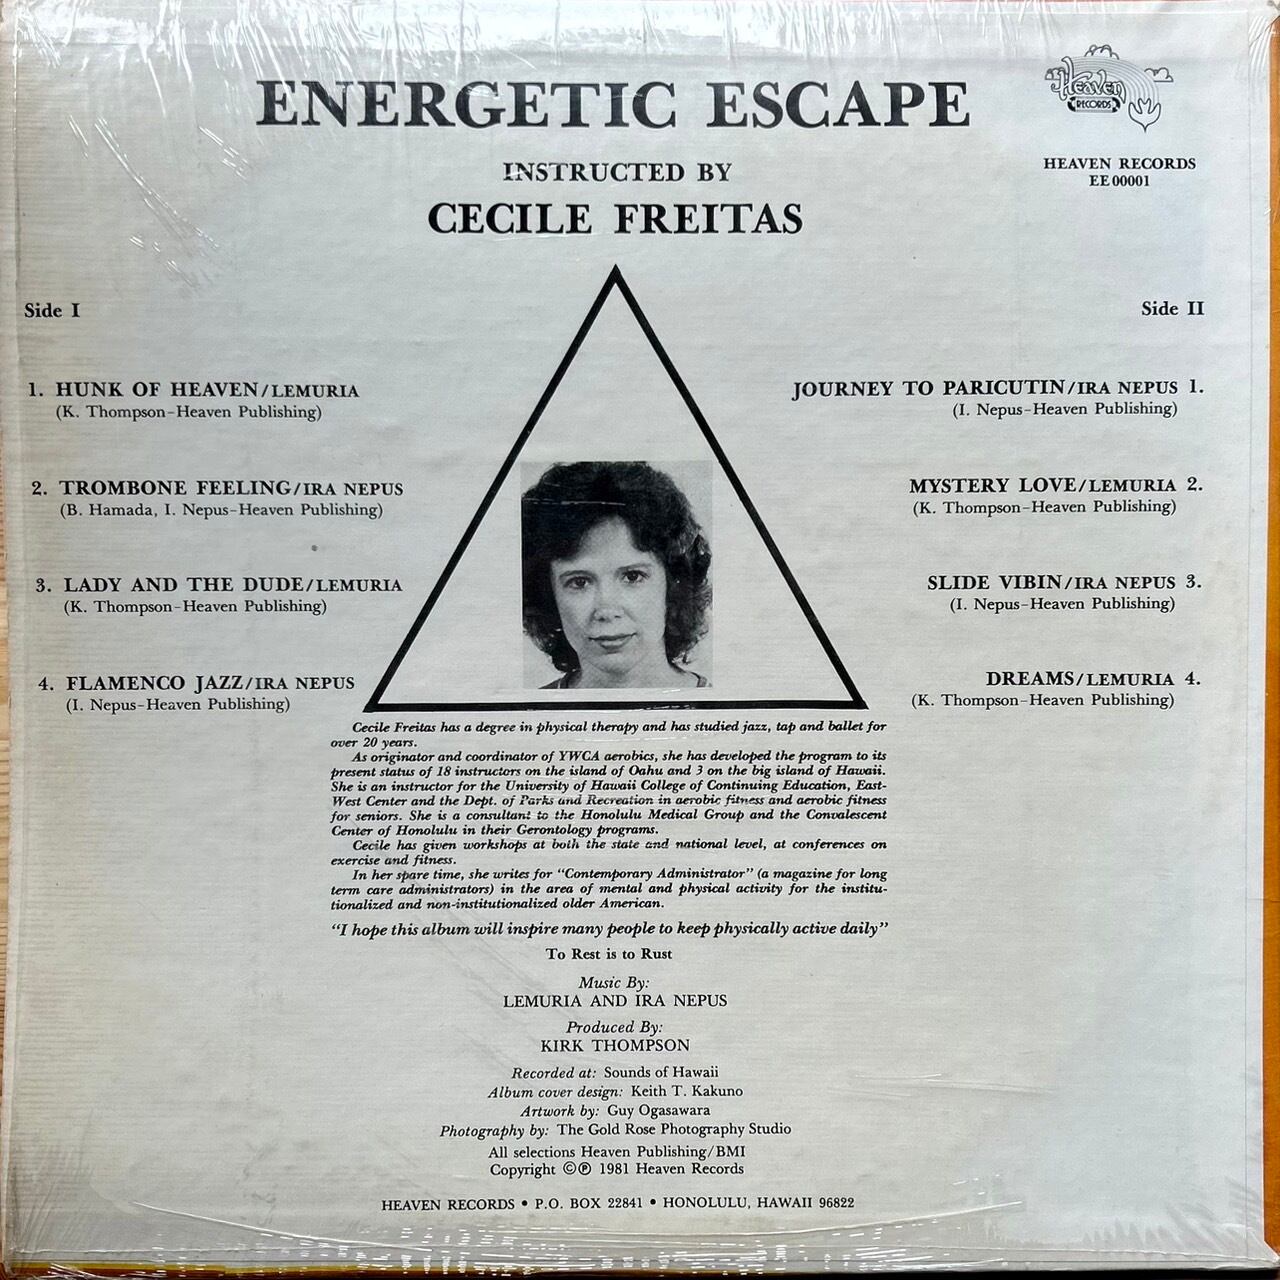 ENERGETIC ESCAPE
Heaven
RECORDS
INSTRUCTED BY
CECILE FREITAS
HEAVEN RECORDS
EE 00001
Side I
1. HUNK OF HEAVEN/LEMURIA
(K. Thompson-Heaven Publishing)
2. TROMBONE FEELING/IRA NEPUS
(B. Hamada, I. Nepus-Heaven Publishing)
3. LADY AND THE DUDE/LEMURIA
(K. Thompson-Heaven Publishing)
4. FLAMENCO JAZZ/IRA NEPUS
(I. Nepus-Heaven Publishing)
Side II
JOURNEY TO PARICUTIN/IRA NEPUS 1.
(I. Nepus-Heaven Publishing)
MYSTERY LOVE/LEMURIA 2.
(K. Thompson-Heaven Publishing)
SLIDE VIBIN/IRA NEPUS 3.
(I. Nepus-Heaven Publishing)
DREAMS/LEMURIA 4.
(K. Thompson-Heaven Publishing)
Cecile Freitas has a degree in physical therapy and has studied jazz, tap and ballet for
over 20 years.
As originator and coordinator of YWCA aerobics, she has developed the program to its
present status of 18 instructors on the island of Oahu and 3 on the big island of Hawaii.
She is an instructor for the University of Hawaii College of Continuing Education, East-
West Center and the Dept. of Parks and Recreation in aerobic fitness and aerobic fitness
for seniors. She is a consultant to the Honolulu Medical Group and the Convalescent
Center of Honolulu in their Gerontology programs.
Cecile has given workshops at both the state and national level, at conferences on
exercise and fitness.
In her spare time, she writes for "Contemporary Administrator" (a magazine for long
term care administrators) in the area of mental and physical activity for the institu-
tionalized and non-institutionalized older American.
"I hope this album will inspire many people to keep physically active daily"
To Rest is to Rust
Music By:
LEMURIA AND IRA NEPUS
Produced By:
KIRK THOMPSON
Recorded at: Sounds of Hawaii
Album cover design: Keith T. Kakuno
Artwork by: Guy Ogasawara
Photography by: The Gold Rose Photography Studio
All selections Heaven Publishing/BMI
Copyright ©℗ 1981 Heaven Records
HEAVEN RECORDS • P.O. BOX 22841 • HONOLULU, HAWAII 96822